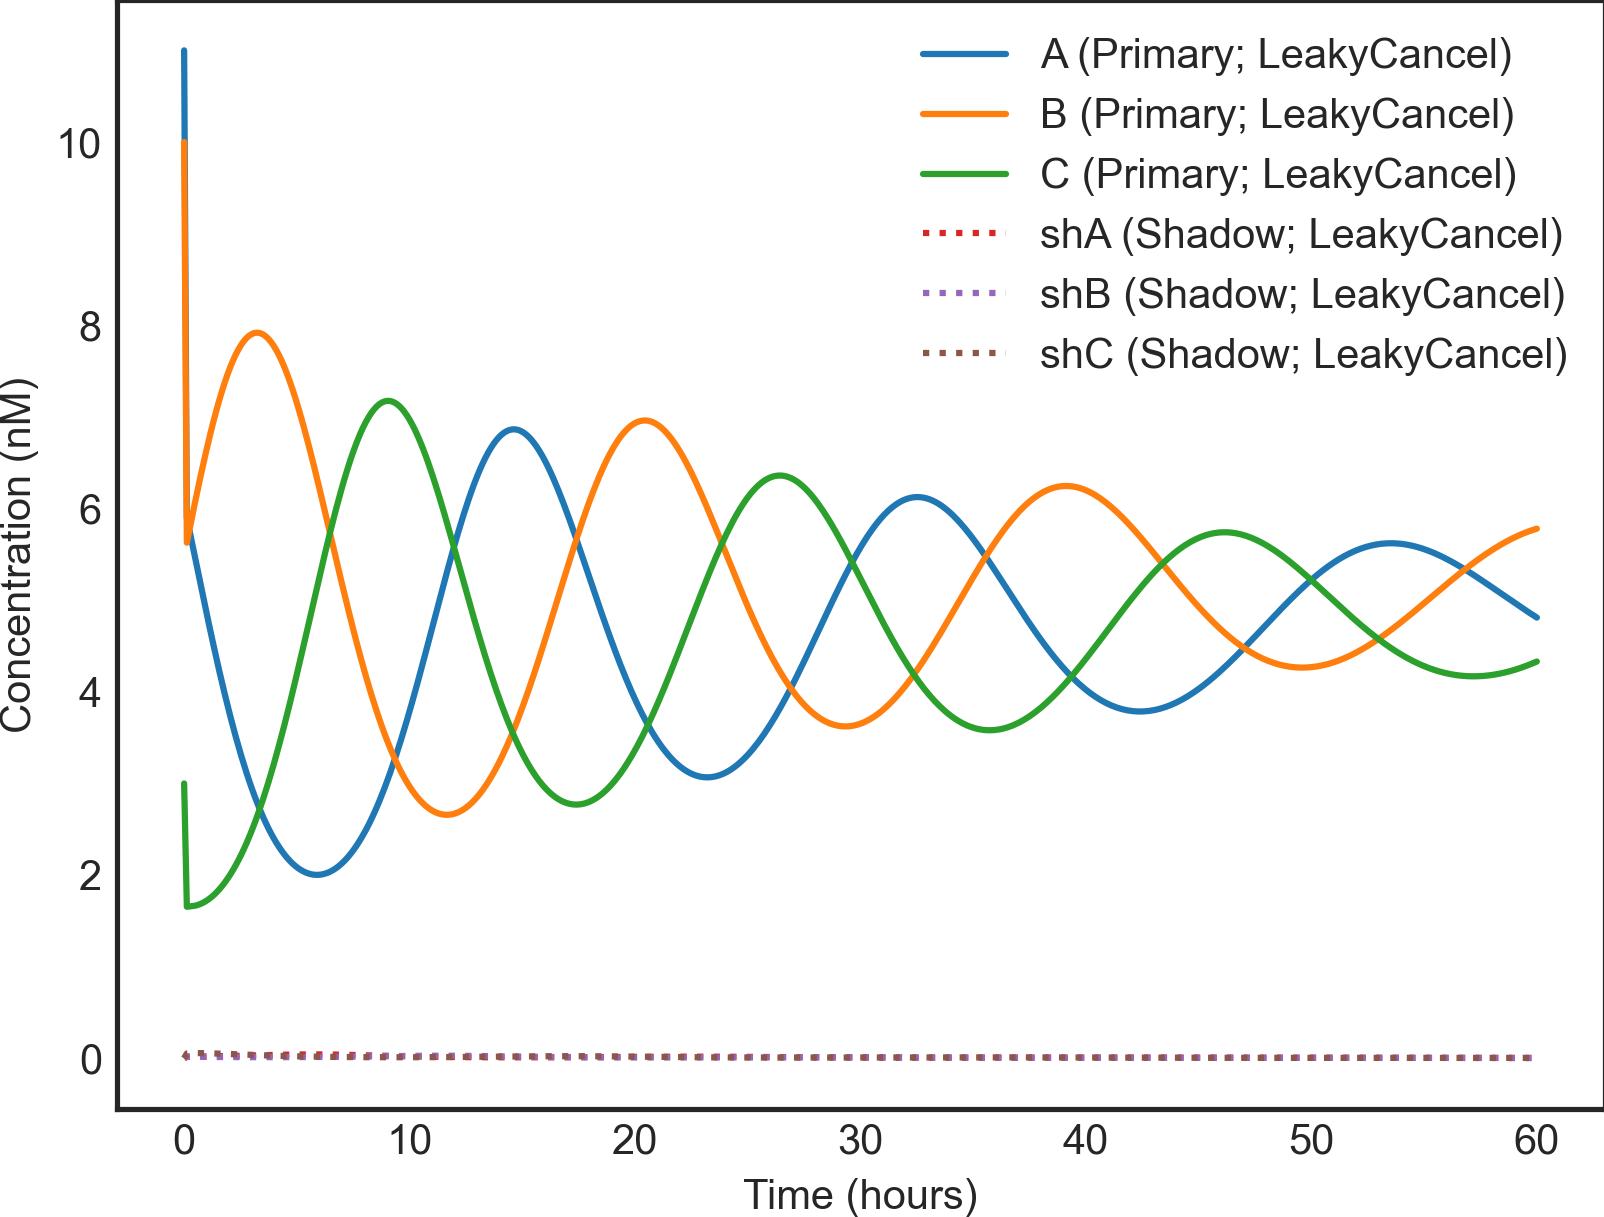 A (Primary; LeakyCancel)
B (Primary; LeakyCancel)
C (Primary; LeakyCancel)
shA (Shadow; LeakyCancel)
shB (Shadow; LeakyCancel)
shC (Shadow; LeakyCancel)
Concentration (nM)
10
8
6
4
2
0
0 10 20 30 40 50 60
Time (hours)